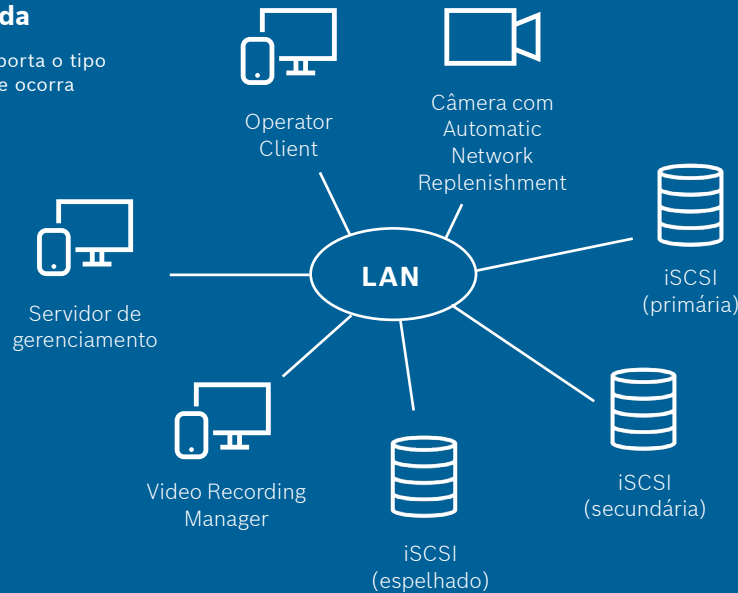 da
porta o tipo
e ocorra
Operator
Client
Câmera com
Automatic
Network
Replenishment
iSCSI
(primária)
LAN
Servidor de
gerenciamento
Video Recording
Manager
iSCSI
(secundária)
iSCSI
(espelhado)